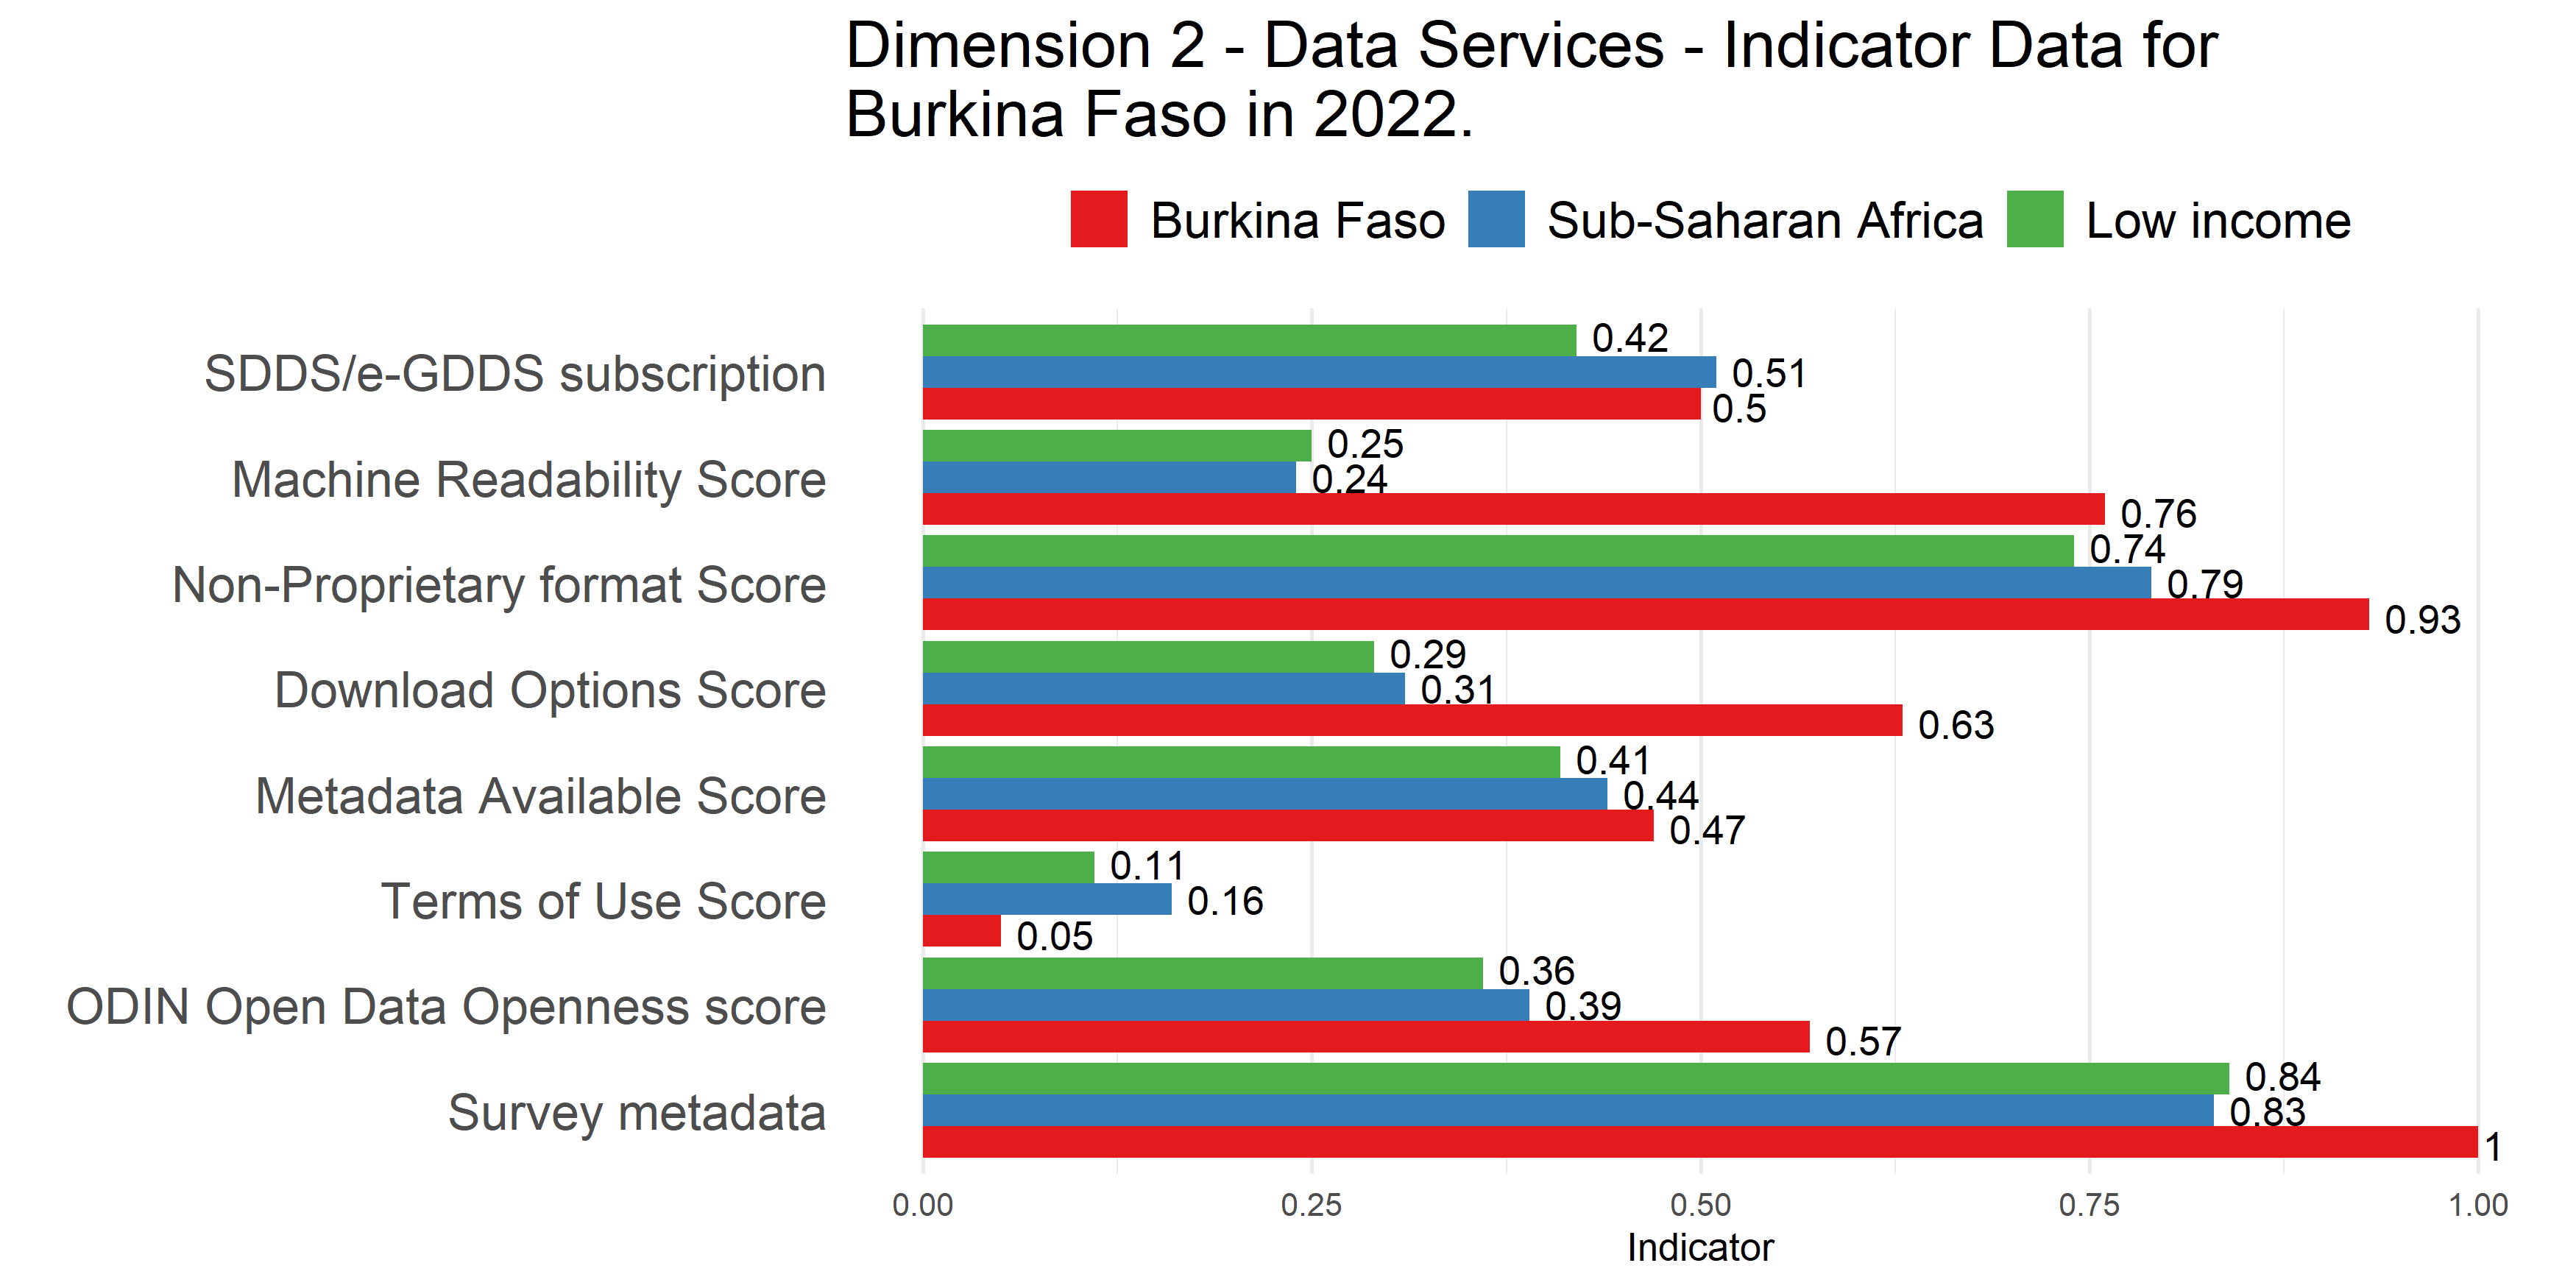 Dimension 2 - Data Services - Indicator Data for
Burkina Faso in 2022.
Burkina Faso Sub-Saharan Africa Low income
SDDS/e-GDDS subscription
0.42
0.51
0.5
Machine Readability Score
0.25
0.24
0.76
Non-Proprietary format Score
0.74
0.79
0.93
Download Options Score
0.29
0.31
0.63
Metadata Available Score
0.41
0.44
0.47
Terms of Use Score
0.11
0.16
0.05
ODIN Open Data Openness score
0.36
0.39
0.57
Survey metadata
0.84
0.83
1
0.00 0.25 0.50 0.75 1.00
Indicator